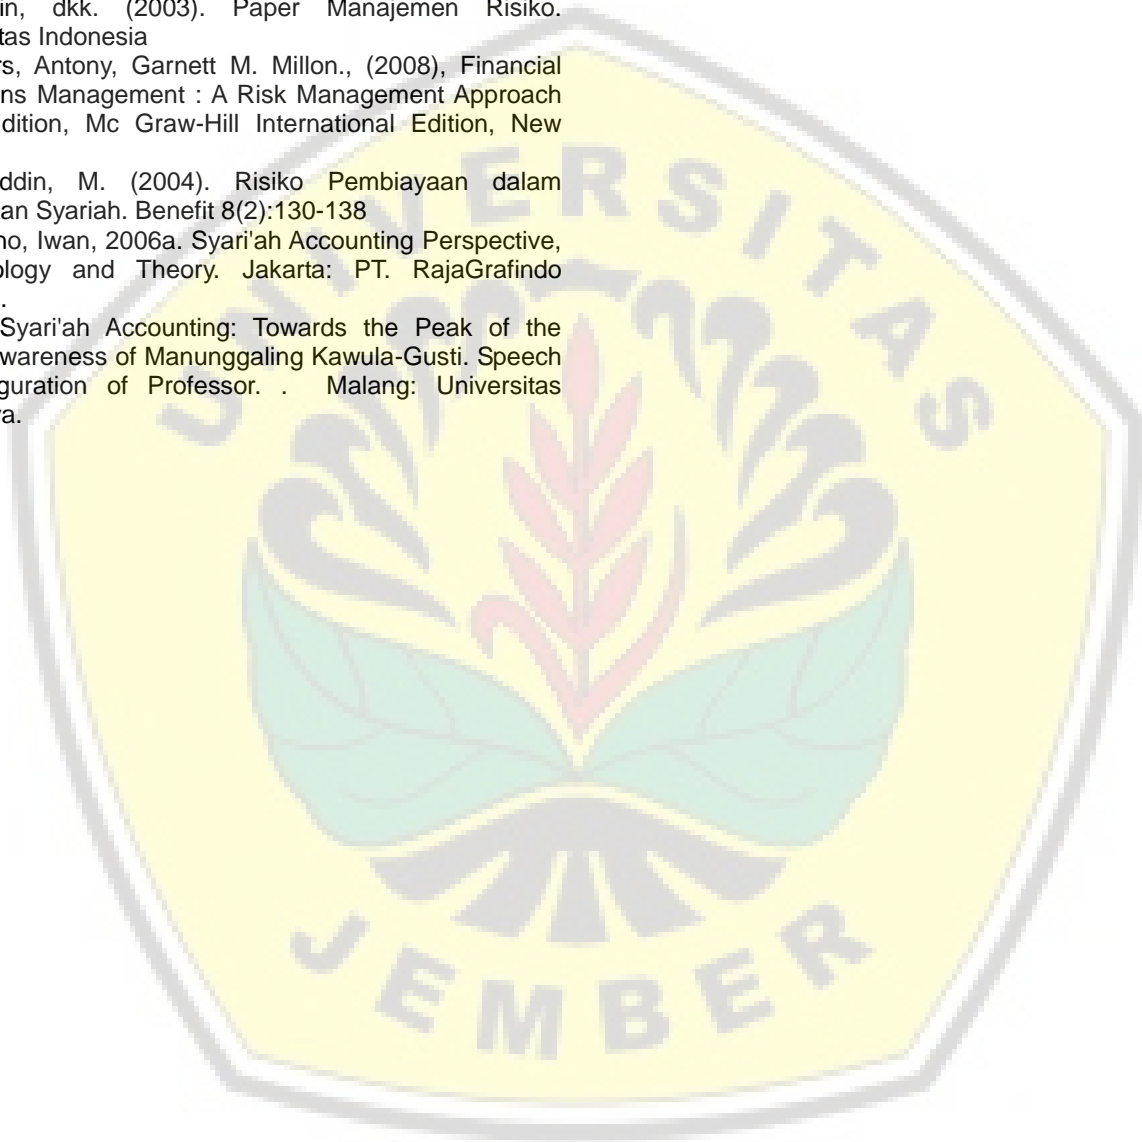 in, dkk. (2003). Paper Manajemen Risiko.
tas Indonesia
rs, Antony, Garnett M. Millon., (2008), Financial
ns Management : A Risk Management Approach
dition, Mc Graw-Hill International Edition, New
ddin, M. (2004). Risiko Pembiayaan dalam
an Syariah. Benefit 8(2):130-138
no, Iwan, 2006a. Syari'ah Accounting Perspective,
ology and Theory. Jakarta: PT. RajaGrafindo
.
Syari'ah Accounting: Towards the Peak of the
wareness of Manunggaling Kawula-Gusti. Speech
guration of Professor. . Malang: Universitas
a.
UNIVERSITAS
JEMBER